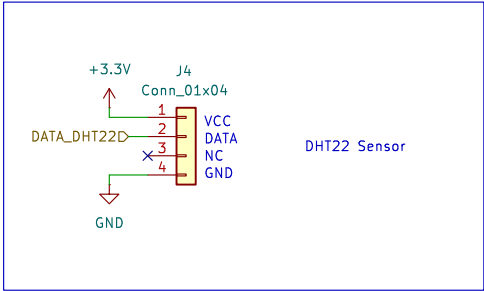 +3.3V
J4
Conn_01x04
1
VCC
DATA_DHT22
2
DATA
3
NC
4
GND
DHT22 Sensor
GND